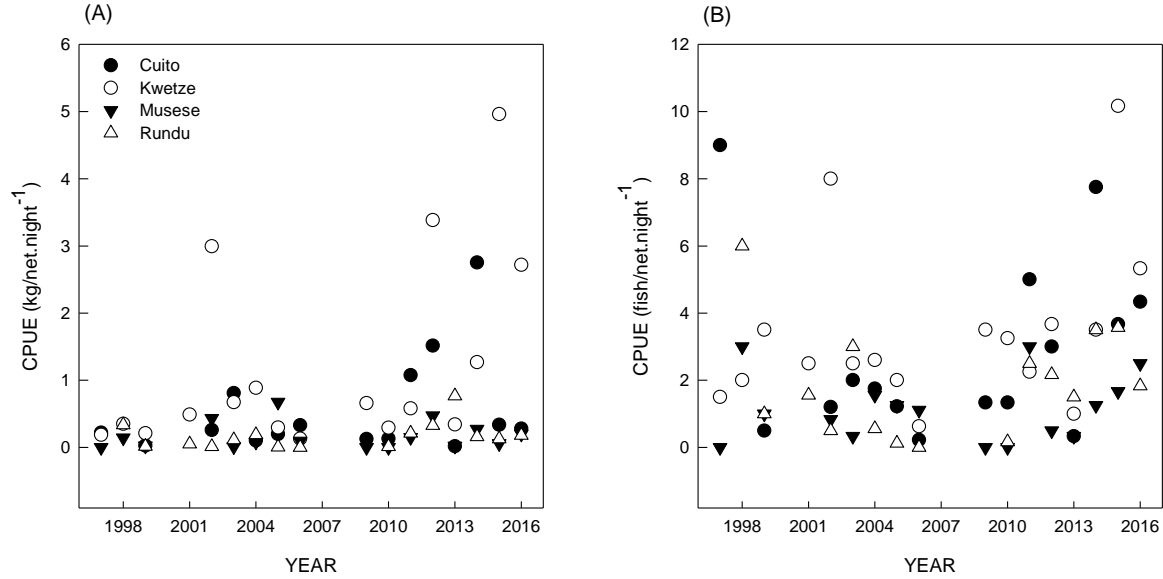 (A)
CPUE (kg/net.night-1)
6
5
4
3
2
1
0
Cuito
Kwetze
Musese
Rundu
1998 2001 2004 2007 2010 2013 2016
YEAR
(B)
CPUE (fish/net.night-1)
12
10
8
6
4
2
0
1998 2001 2004 2007 2010 2013 2016
YEAR